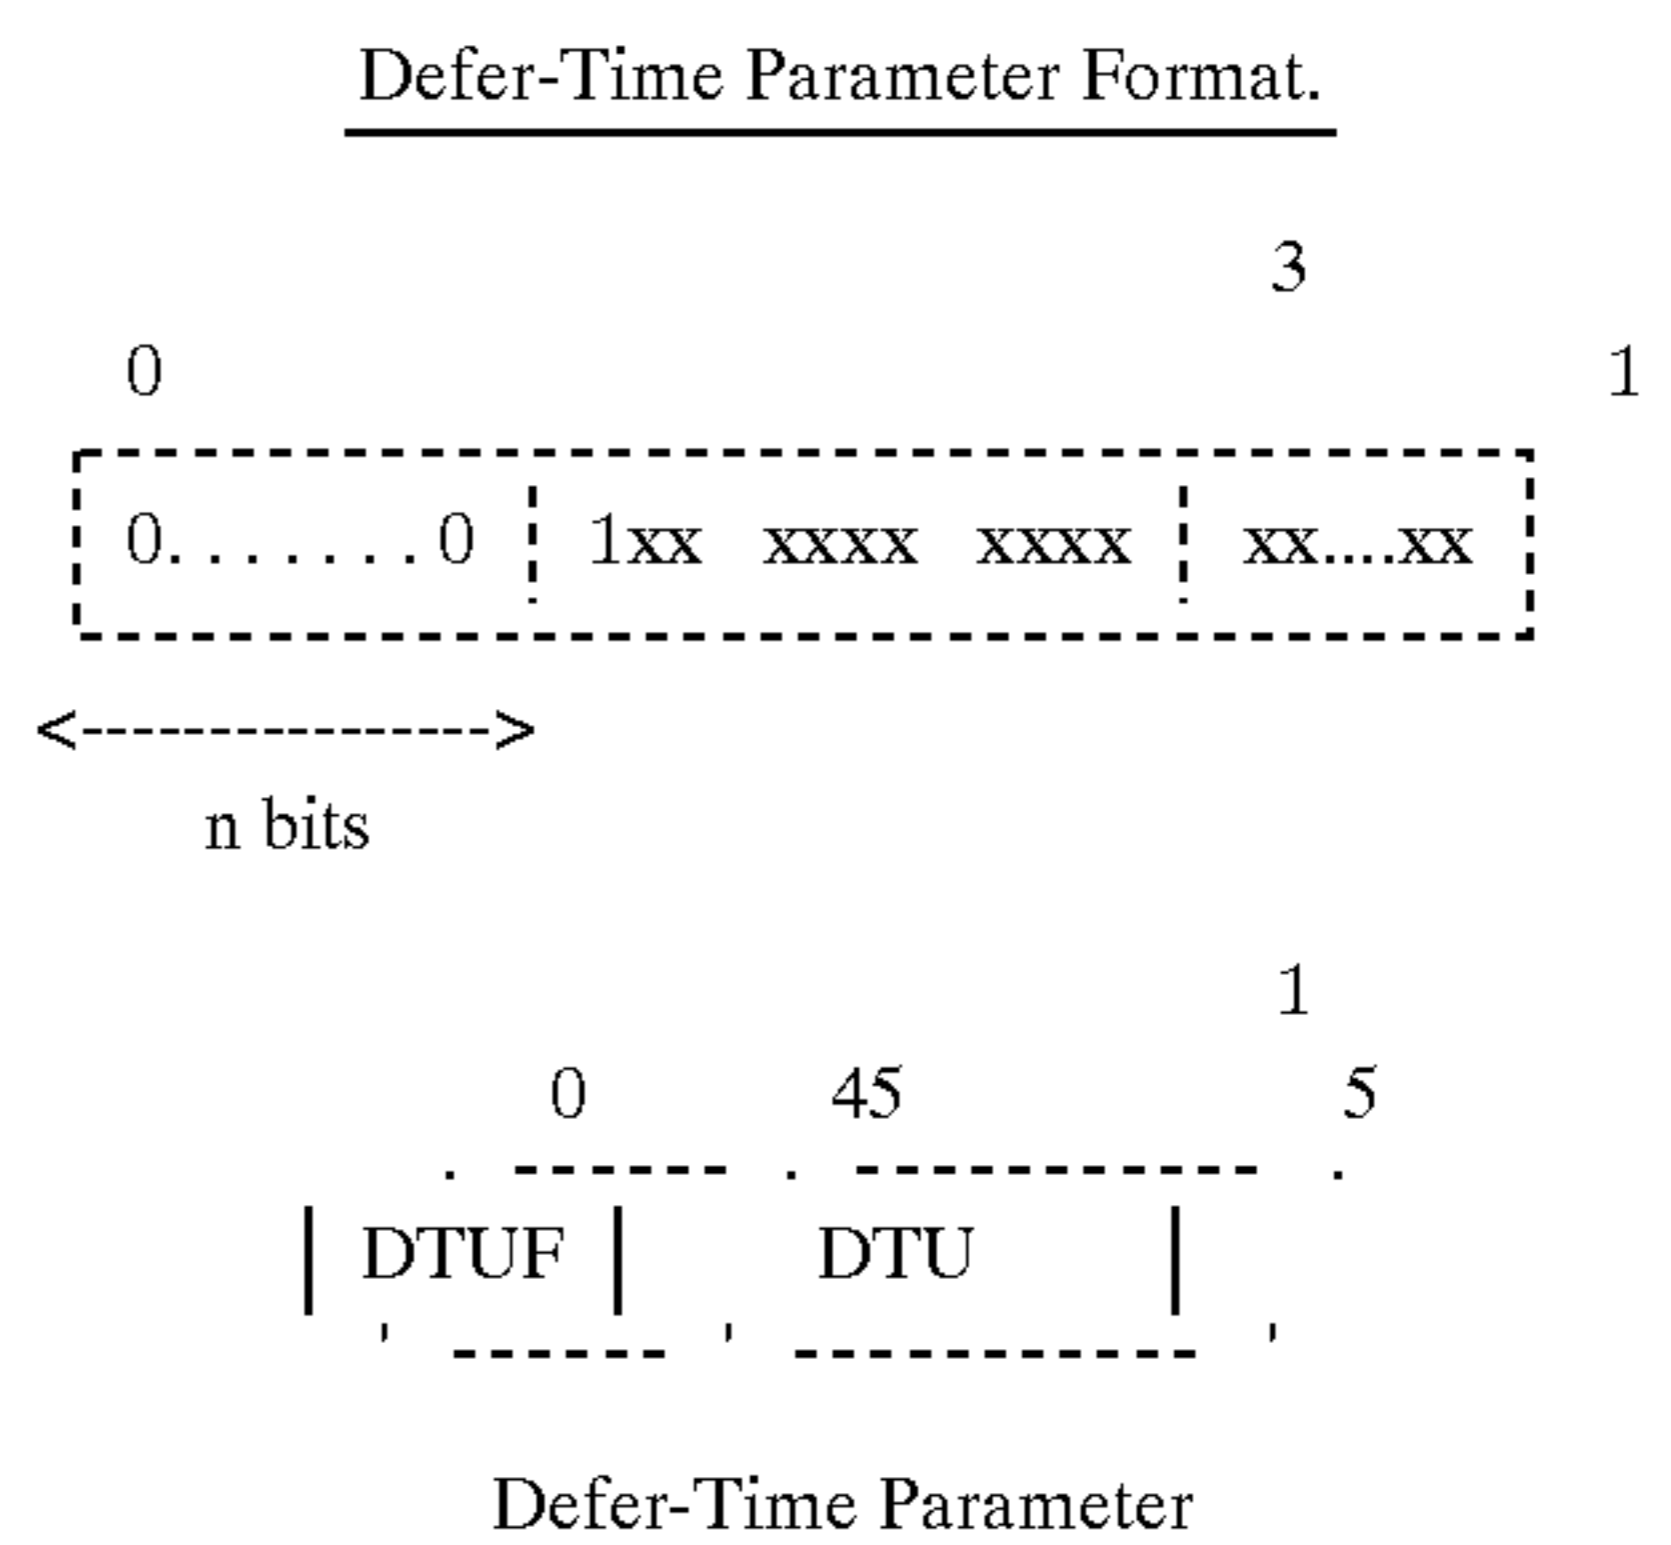 Defer-Time Parameter Format.
3
0 1
0.......0 1xx xxxx xxxx xx....xx
<----------------->
n bits
1
0 45 5
. ------ . ----------- .
| DTUF | DTU |
' ------ ' ----------- '
Defer-Time Parameter